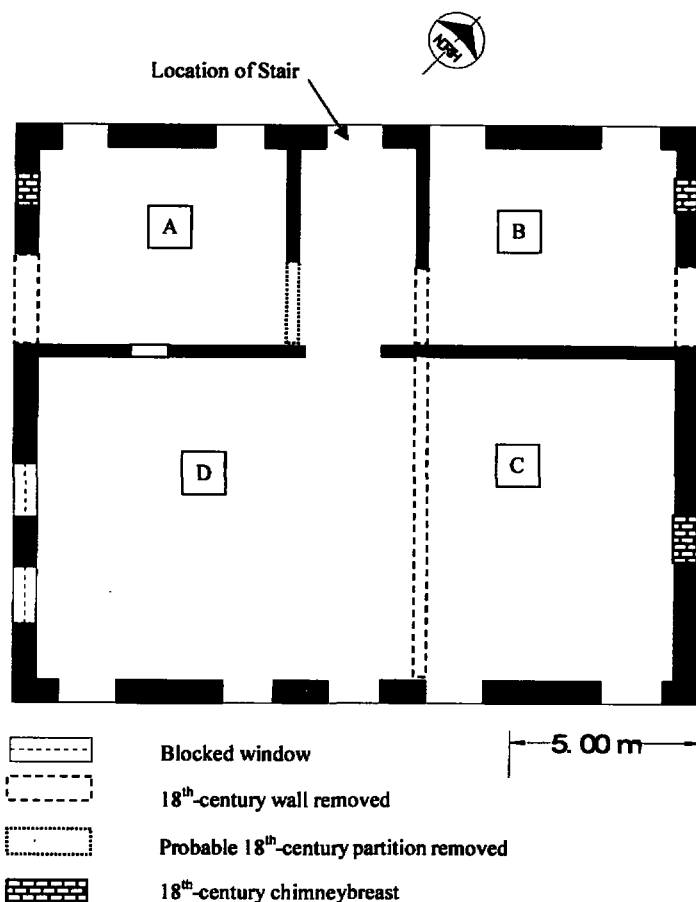 NORTH
Location of Stair
A
B
D
C
5.00 m
Blocked window
18th-century wall removed
Probable 18th-century partition removed
18th-century chimneybreast